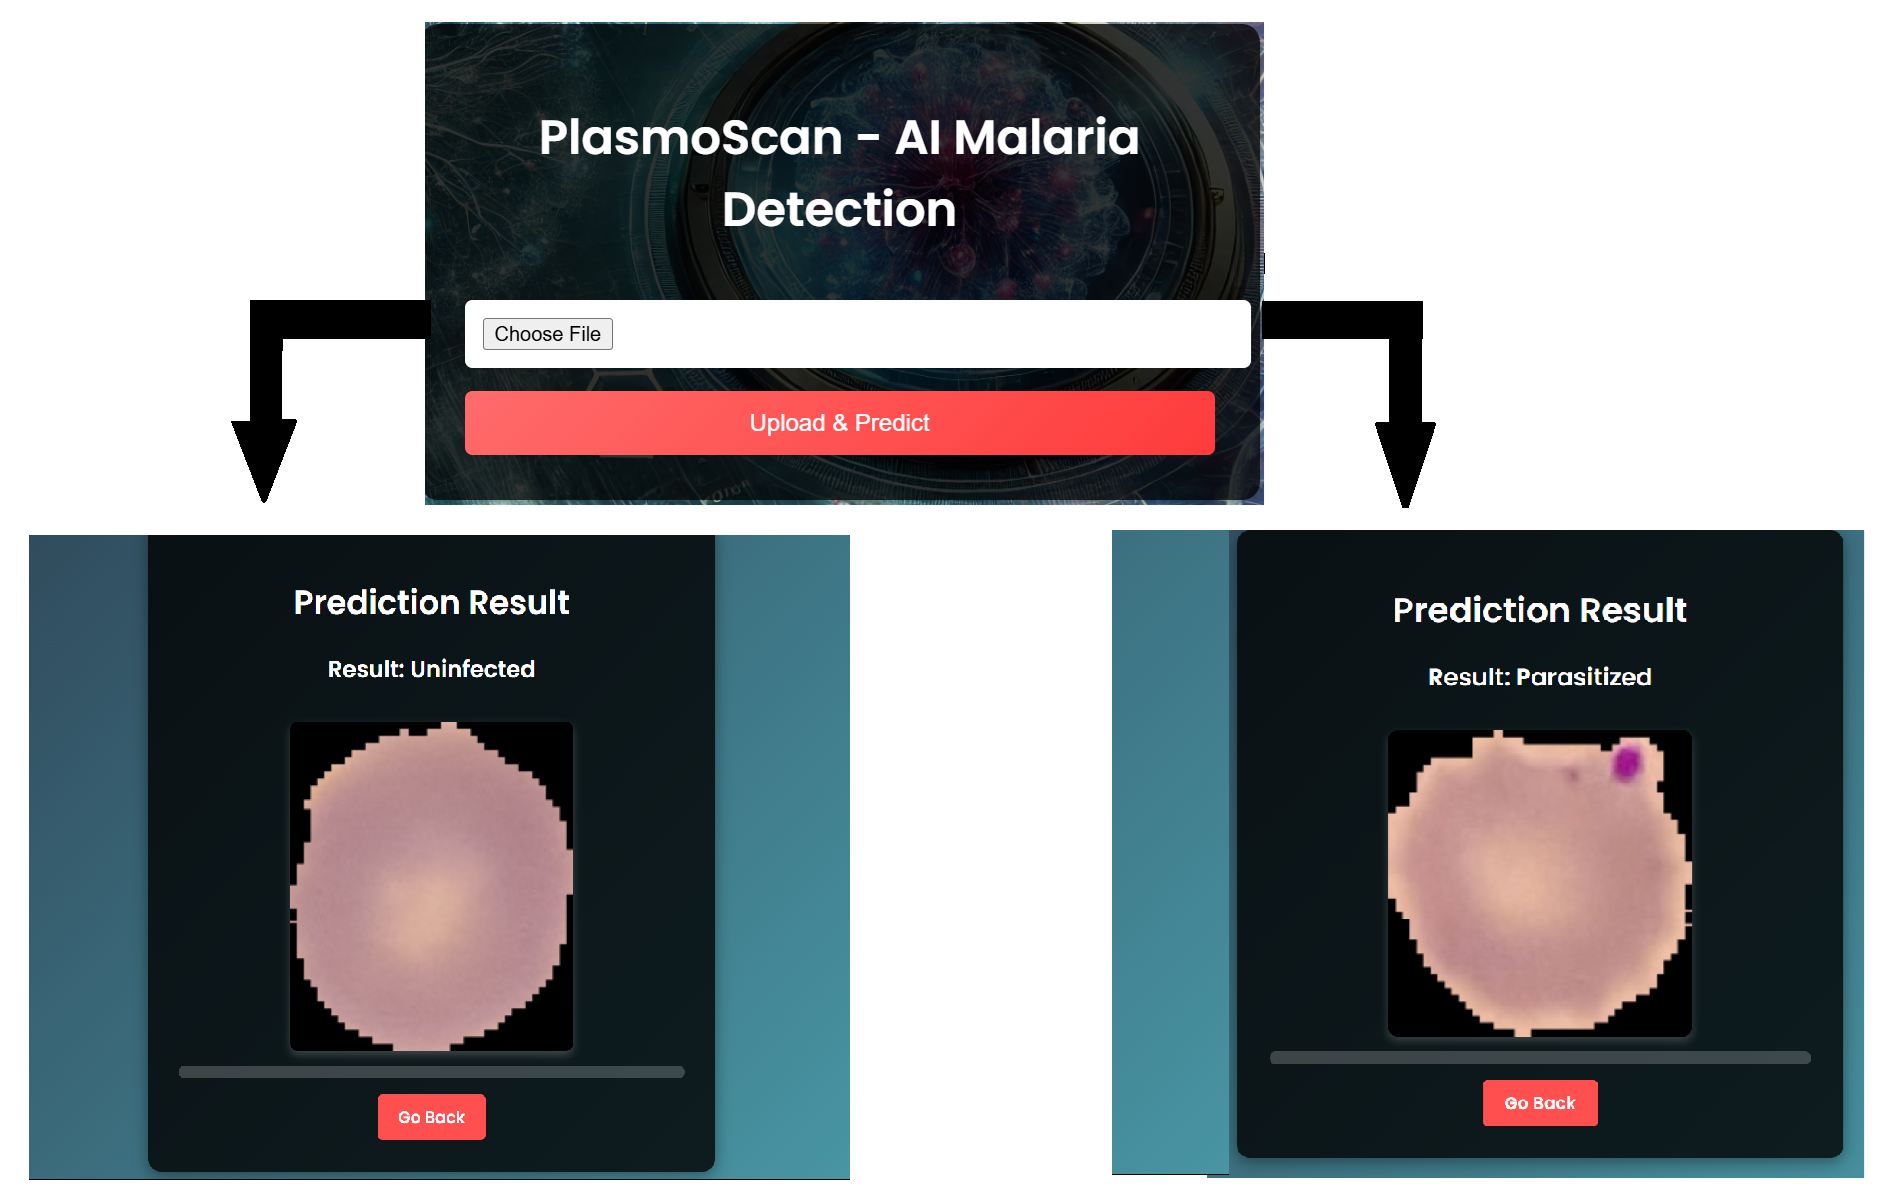 PlasmoScan - AI Malaria
Detection
Choose File
Upload & Predict
Prediction Result
Result: Uninfected
Go Back
Prediction Result
Result: Parasitized
Go Back